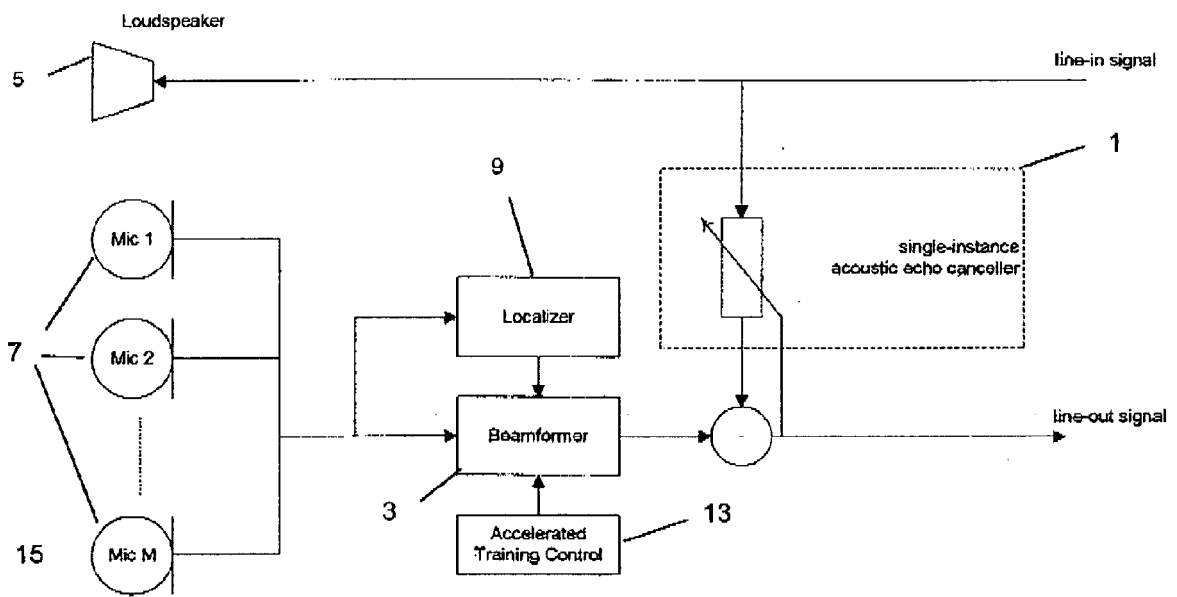 Loudspeaker
5
line-in signal
1
9
Mic 1
single-instance
acoustic echo canceller
Localizer
7
Mic 2
Beamformer
-
line-out signal
3
13
Accelerated
Training Control
15
Mic M